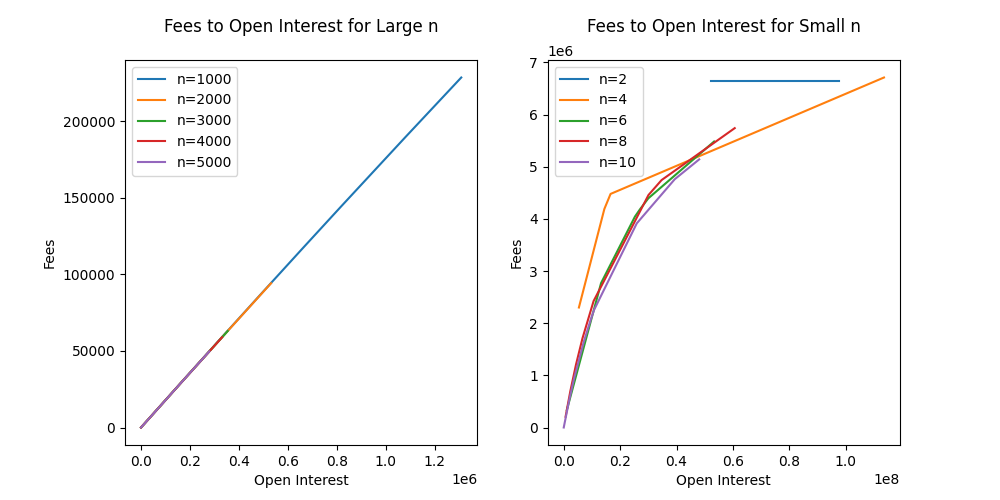 Fees to Open Interest for Large n
n=1000
n=2000
n=3000
n=4000
n=5000
200000
150000
100000
50000
0
Fees
0.0 0.2 0.4 0.6 0.8 1.0 1.2
1e6
Open Interest
Fees to Open Interest for Small n
1e6
n=2
n=4
n=6
n=8
n=10
7
6
5
4
3
2
1
0
Fees
0.0 0.2 0.4 0.6 0.8 1.0
1e8
Open Interest